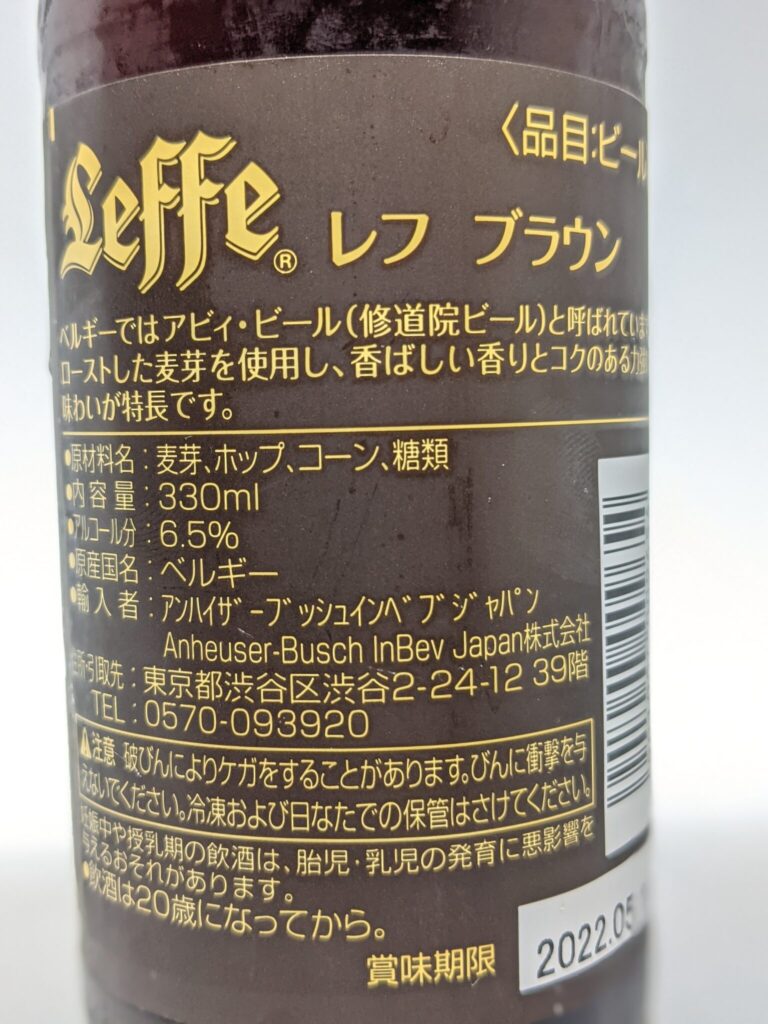 〈品目:ビール
Leffe® レフ ブラウン
ベルギーではアビィ・ビール(修道院ビール)と呼ばれています
ローストした麦芽を使用し、香ばしい香りとコクのある力強
味わいが特長です。
●原材料名:麦芽、ホップ、コーン、糖類
●内容量:330ml
●アルコール分:6.5%
●原産国名:ベルギー
●輸入者:アンハイザーブッシュインベブジャパン
Anheuser-Busch InBev Japan株式会社
住所・引取先:東京都渋谷区渋谷2-24-12 39階
TEL:0570-093920
⚠注意 破びんによりケガをすることがあります。びんに衝撃を与
えないでください。冷凍および日なたでの保管はさけてください。
妊娠中や授乳期の飲酒は、胎児・乳児の発育に悪影響を
与えるおそれがあります。
●飲酒は20歳になってから。
賞味期限 2022.05